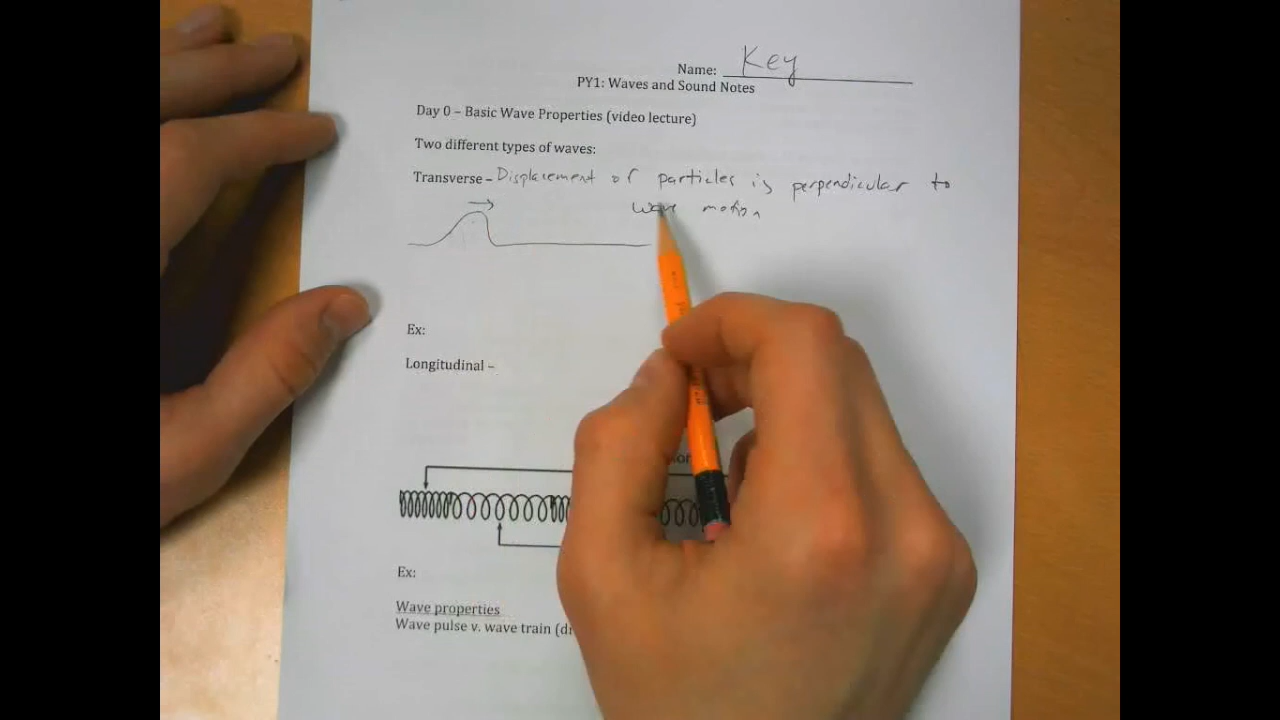 Name: Key
PY1: Waves and Sound Notes
Day 0 – Basic Wave Properties (video lecture)
Two different types of waves:
Transverse – Displacement of particles is perpendicular to
wave motion
Ex:
Longitudinal –
Ex:
Wave properties
Wave pulse v. wave train